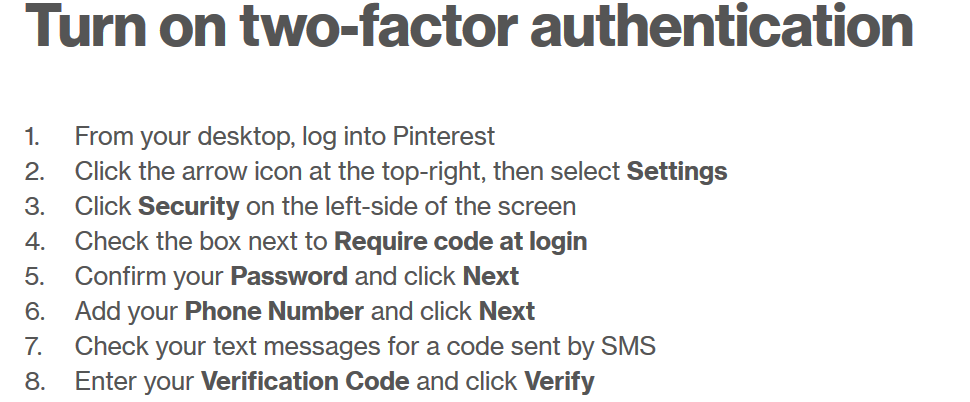 Turn on two-factor authentication
1. From your desktop, log into Pinterest
2. Click the arrow icon at the top-right, then select Settings
3. Click Security on the left-side of the screen
4. Check the box next to Require code at login
5. Confirm your Password and click Next
6. Add your Phone Number and click Next
7. Check your text messages for a code sent by SMS
8. Enter your Verification Code and click Verify